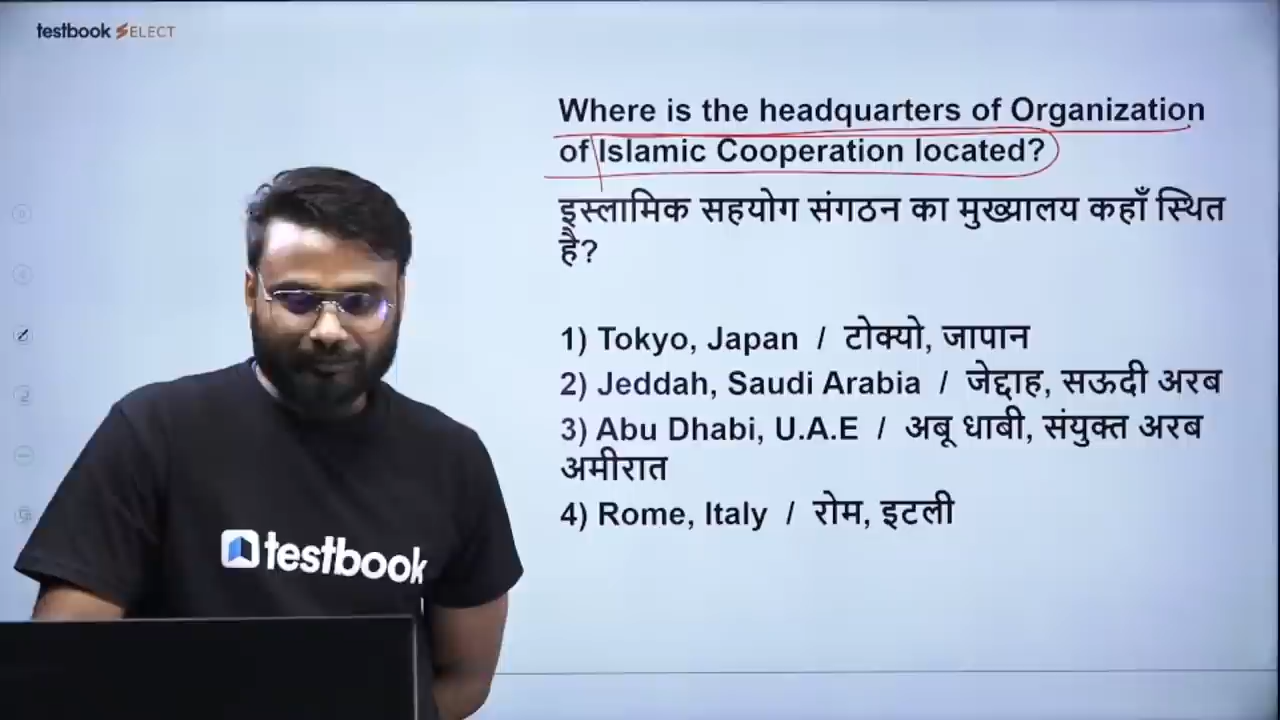 testbook SELECT
Where is the headquarters of Organization
of Islamic Cooperation located?
इस्लामिक सहयोग संगठन का मुख्यालय कहाँ स्थित
है?
1) Tokyo, Japan / टोक्यो, जापान
2) Jeddah, Saudi Arabia / जेद्दाह, सऊदी अरब
3) Abu Dhabi, U.A.E / अबू धाबी, संयुक्त अरब
अमीरात
4) Rome, Italy / रोम, इटली
testbook